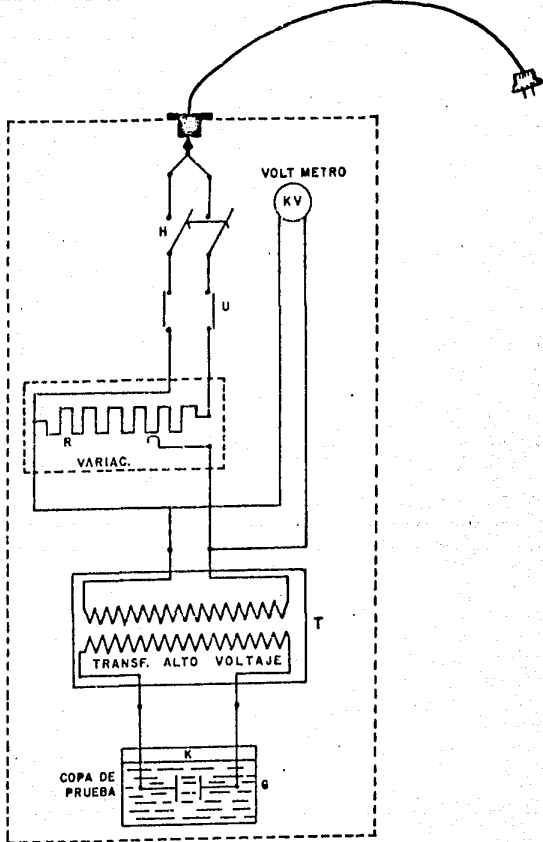 VOLT METRO
KV
H
U
R
VARIAC.
T
TRANSF. ALTO VOLTAJE
K
COPA DE
PRUEBA
G